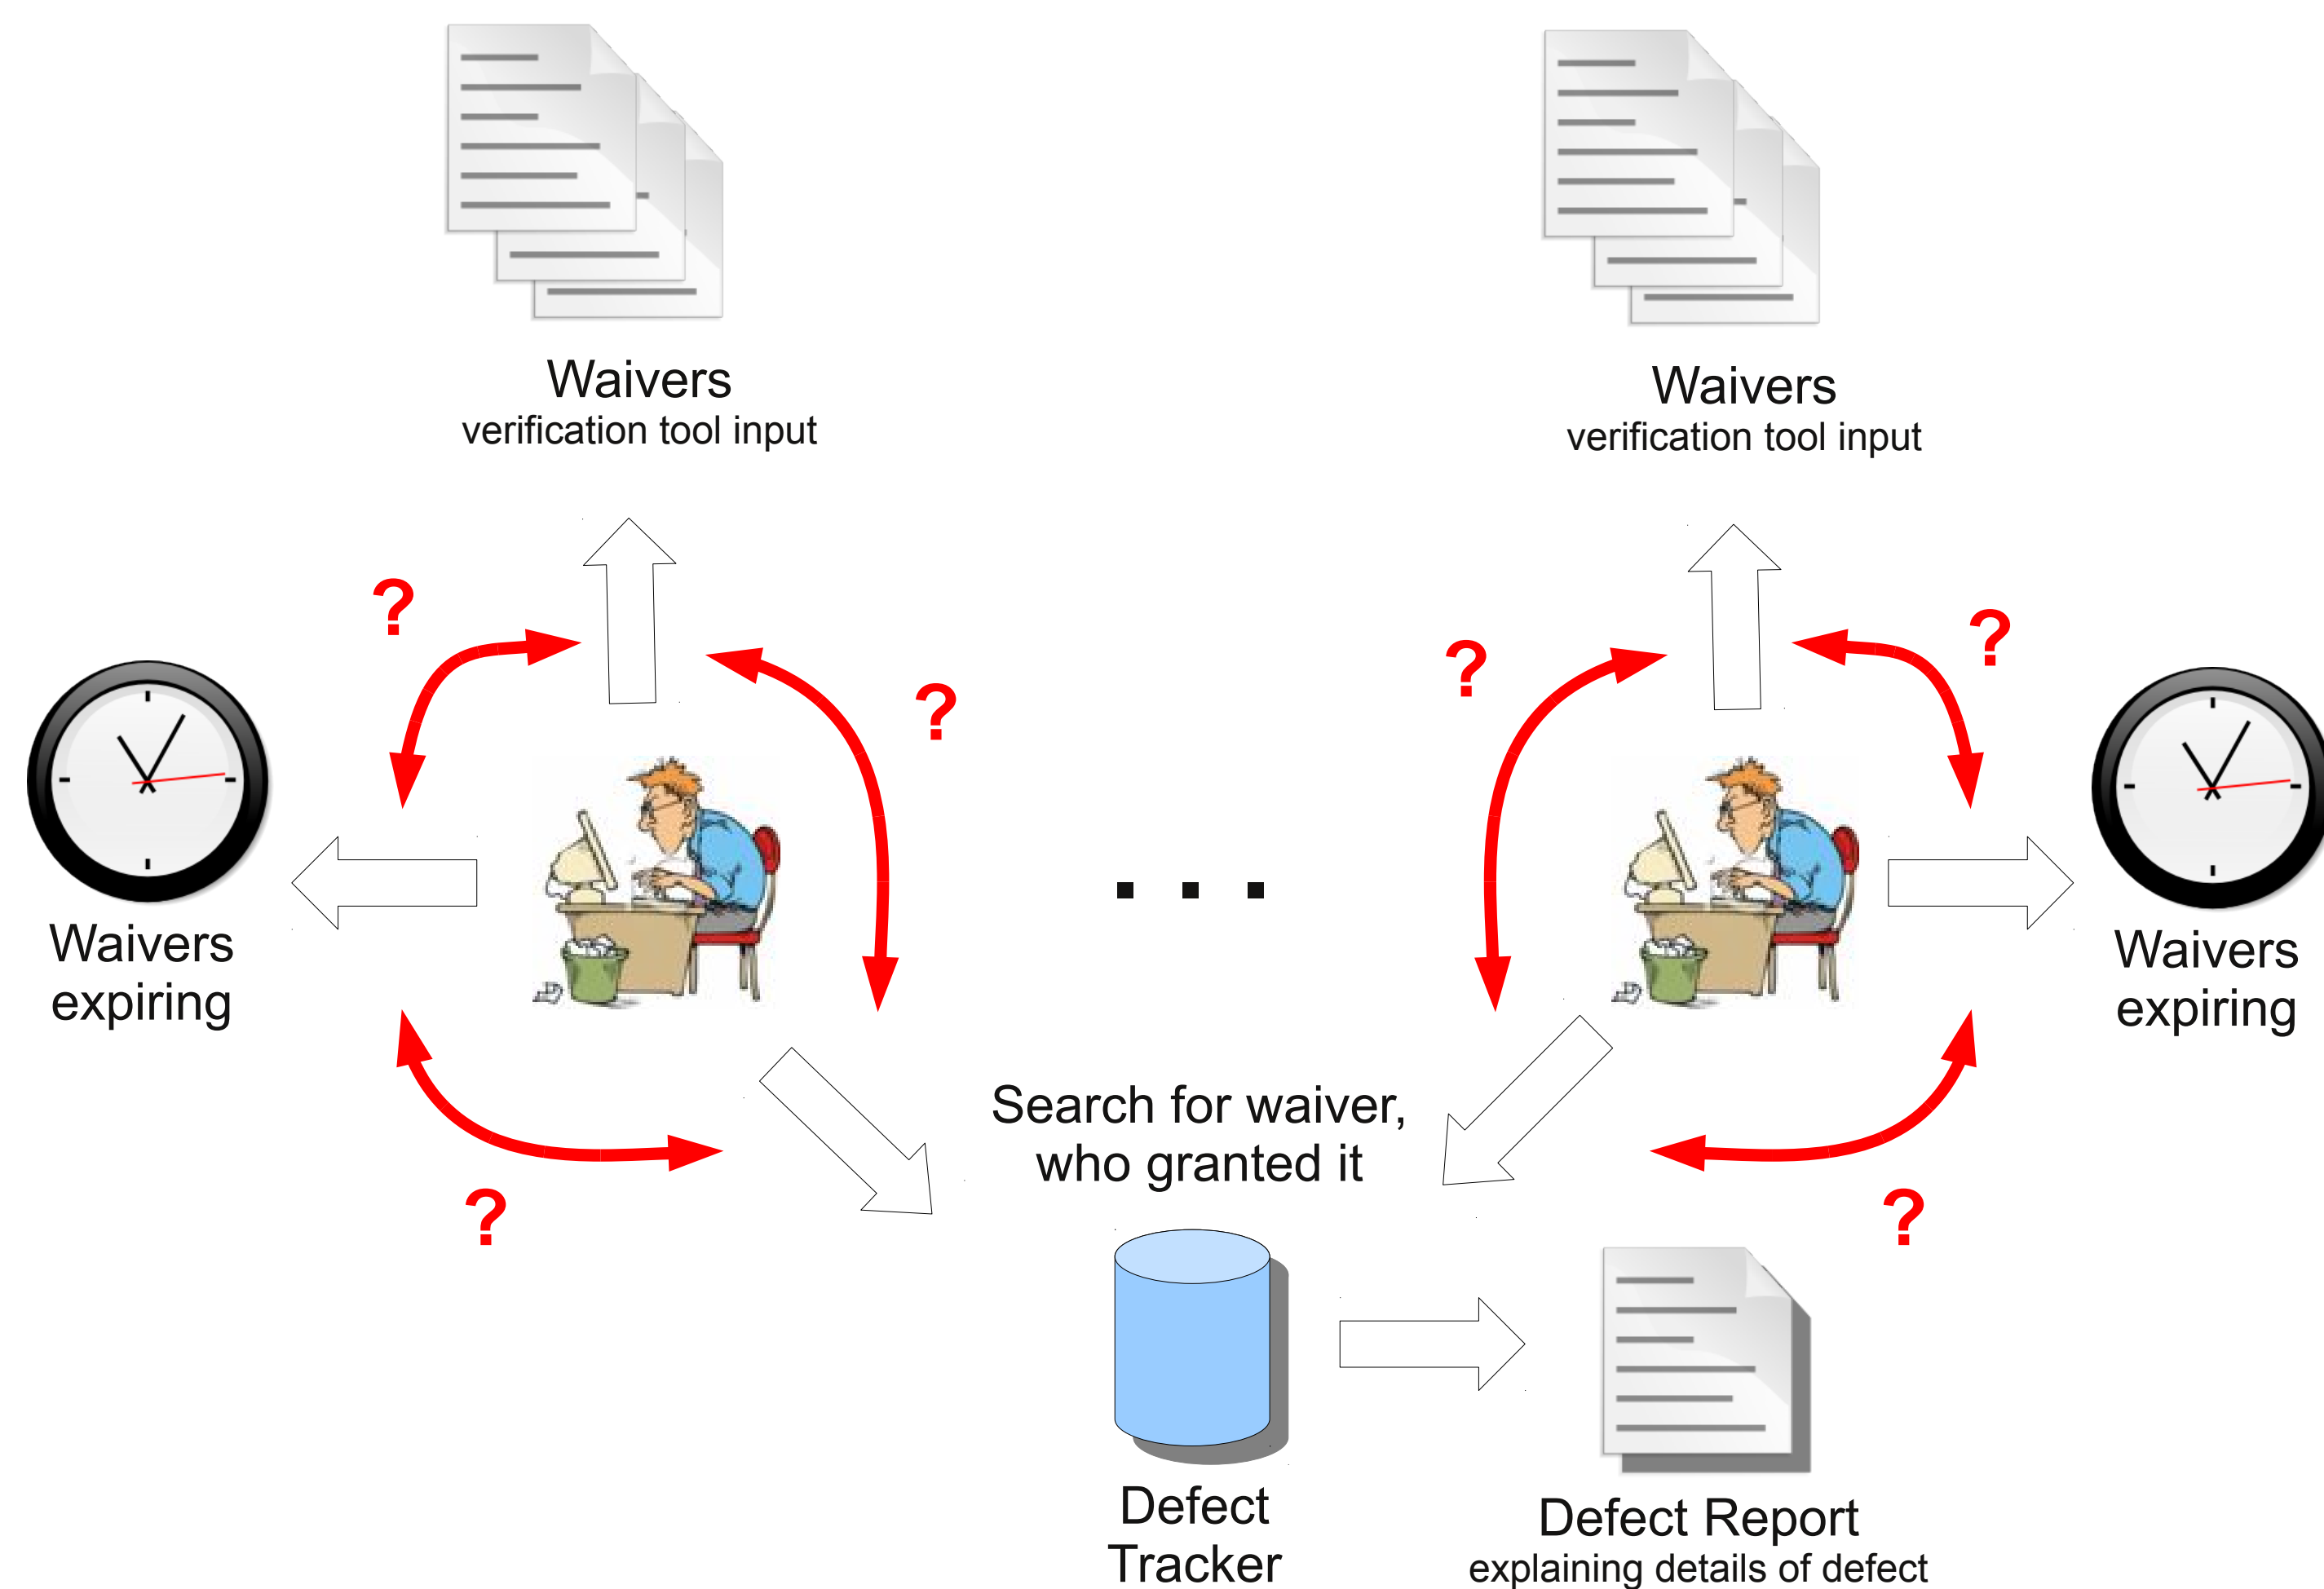 Waivers
verification tool input
Waivers
verification tool input
?
?
?
?
Waivers
expiring
. . .
Waivers
expiring
Search for waiver,
who granted it
?
?
Defect
Tracker
Defect Report
explaining details of defect